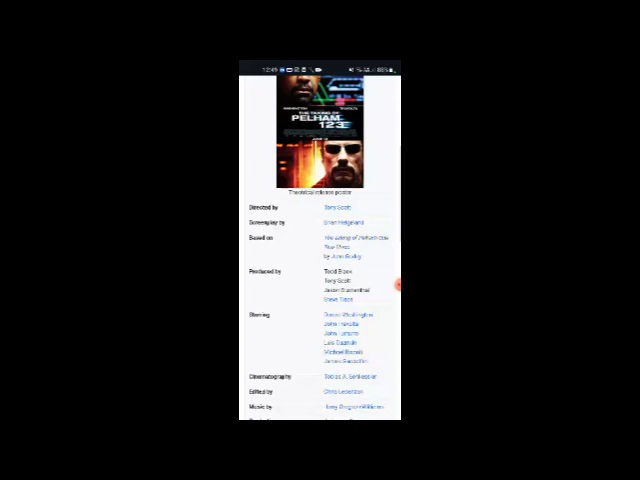 12:49
THE TAKING OF
PELHAM
123
Theatrical release poster
Directed by Tony Scott
Screenplay by Brian Helgeland
Based on The Taking of Pelham One
Two Three
by John Godey
Produced by Todd Black
Tony Scott
Jason Blumenthal
Steve Tisch
Starring Denzel Washington
John Travolta
John Turturro
Luis Guzmán
Michael Rispoli
James Gandolfini
Cinematography Tobias A. Schliessler
Edited by Chris Lebenzon
Music by Harry Gregson-Williams